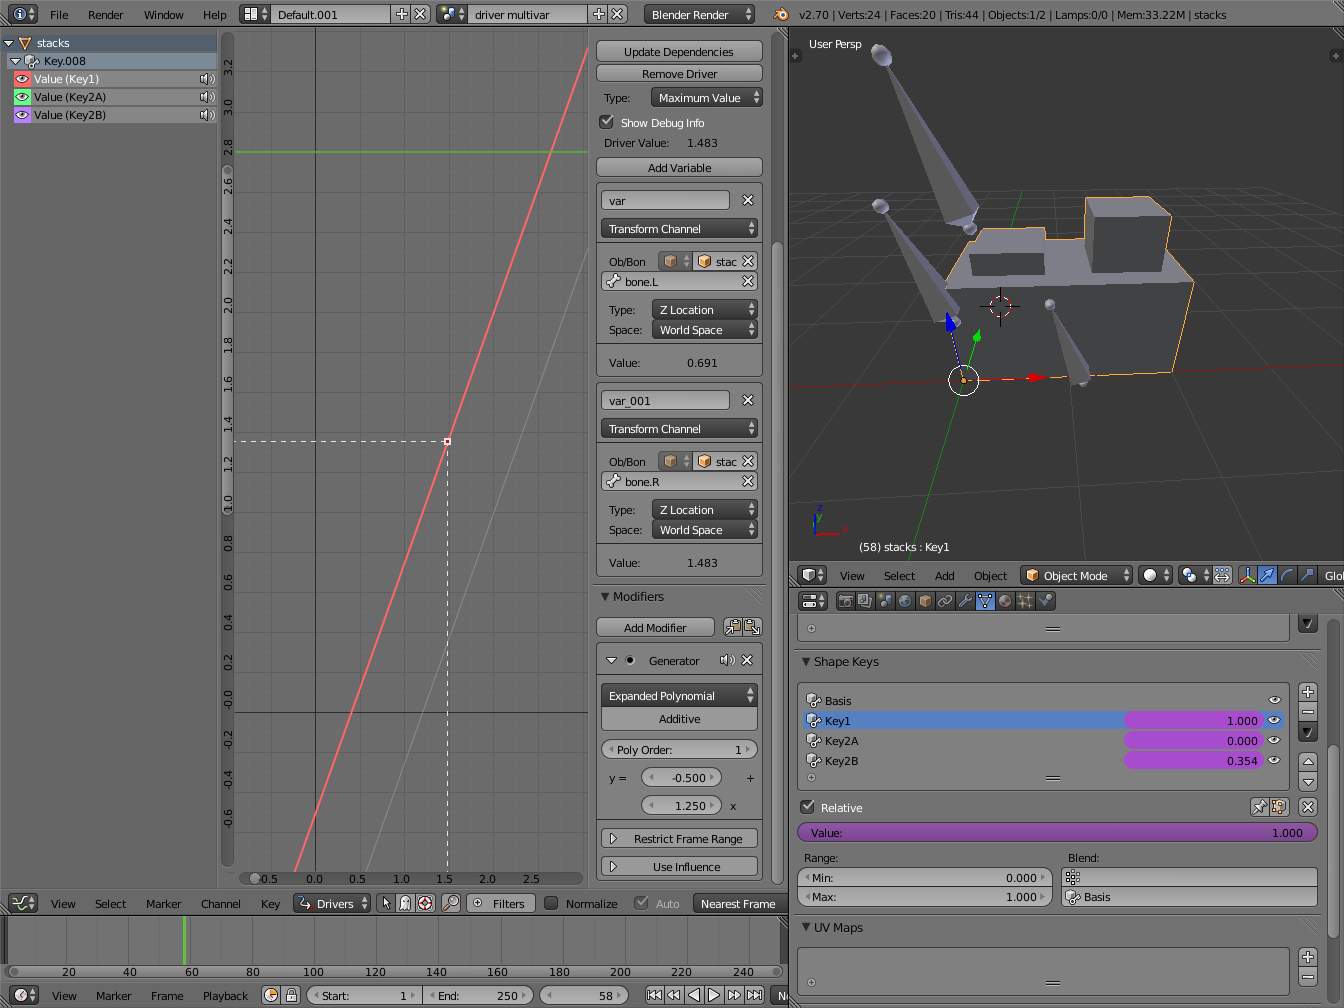 File Render Window Help Default.001 driver multivar Blender Render v2.70 | Verts:24 | Faces:20 | Tris:44 | Objects:1/2 | Lamps:0/0 | Mem:33.22M | stacks
stacks
Key.008
Value (Key1)
Value (Key2A)
Value (Key2B)
3.2
3.0
2.8
2.6
2.4
2.2
2.0
1.8
1.6
1.4
1.2
1.0
0.8
0.6
0.4
0.2
-0.0
-0.2
-0.4
-0.6
-0.5 0.0 0.5 1.0 1.5 2.0 2.5
Update Dependencies
Remove Driver
Type: Maximum Value
Show Debug Info
Driver Value: 1.483
Add Variable
var
Transform Channel
Ob/Bon stac
bone.L
Type: Z Location
Space: World Space
Value: 0.691
var_001
Transform Channel
Ob/Bon stac
bone.R
Type: Z Location
Space: World Space
Value: 1.483
Modifiers
Add Modifier
Generator
Expanded Polynomial
Additive
Poly Order: 1
y = -0.500 +
1.250 x
Restrict Frame Range
Use Influence
View Select Marker Channel Key Drivers Filters Normalize Auto Nearest Frame
20 40 60 80 100 120 140 160 180 200 220 240
View Marker Frame Playback Start: 1 End: 250 58
User Persp
z
y
x
(58) stacks : Key1
View Select Add Object Object Mode Glo
Shape Keys
Basis
Key1 1.000
Key2A 0.000
Key2B 0.354
Relative
Value: 1.000
Range: Blend:
Min: 0.000
Max: 1.000 Basis
UV Maps